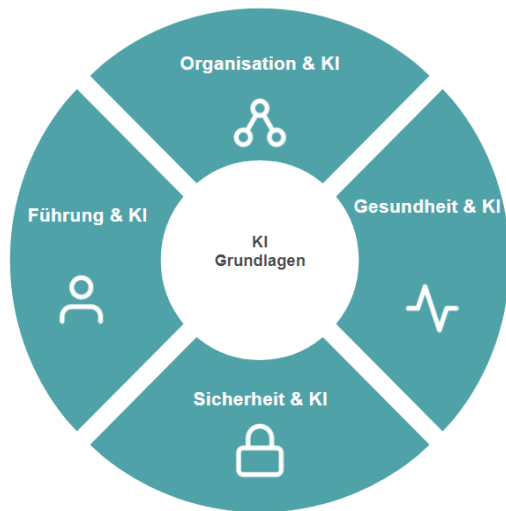 Organisation & KI
Führung & KI
Gesundheit & KI
KI
Grundlagen
Sicherheit & KI